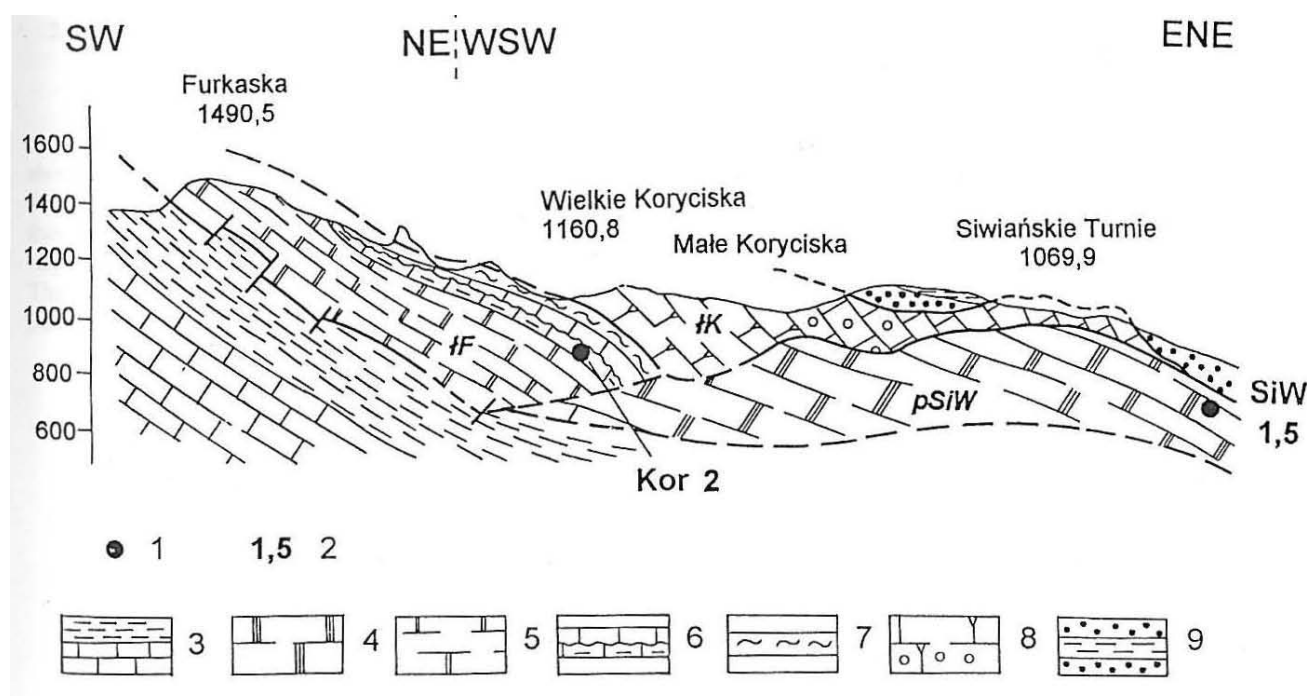 SW NE WSW ENE
Furkaska
1490,5
1600
1400
1200
1000
800
600
Wielkie Koryciska
1160,8
Małe Koryciska
Siwiańskie Turnie
1069,9
łF
łK
pSiW
SiW
1,5
Kor 2
1 1,5 2
3 4 5 6 7 8 9